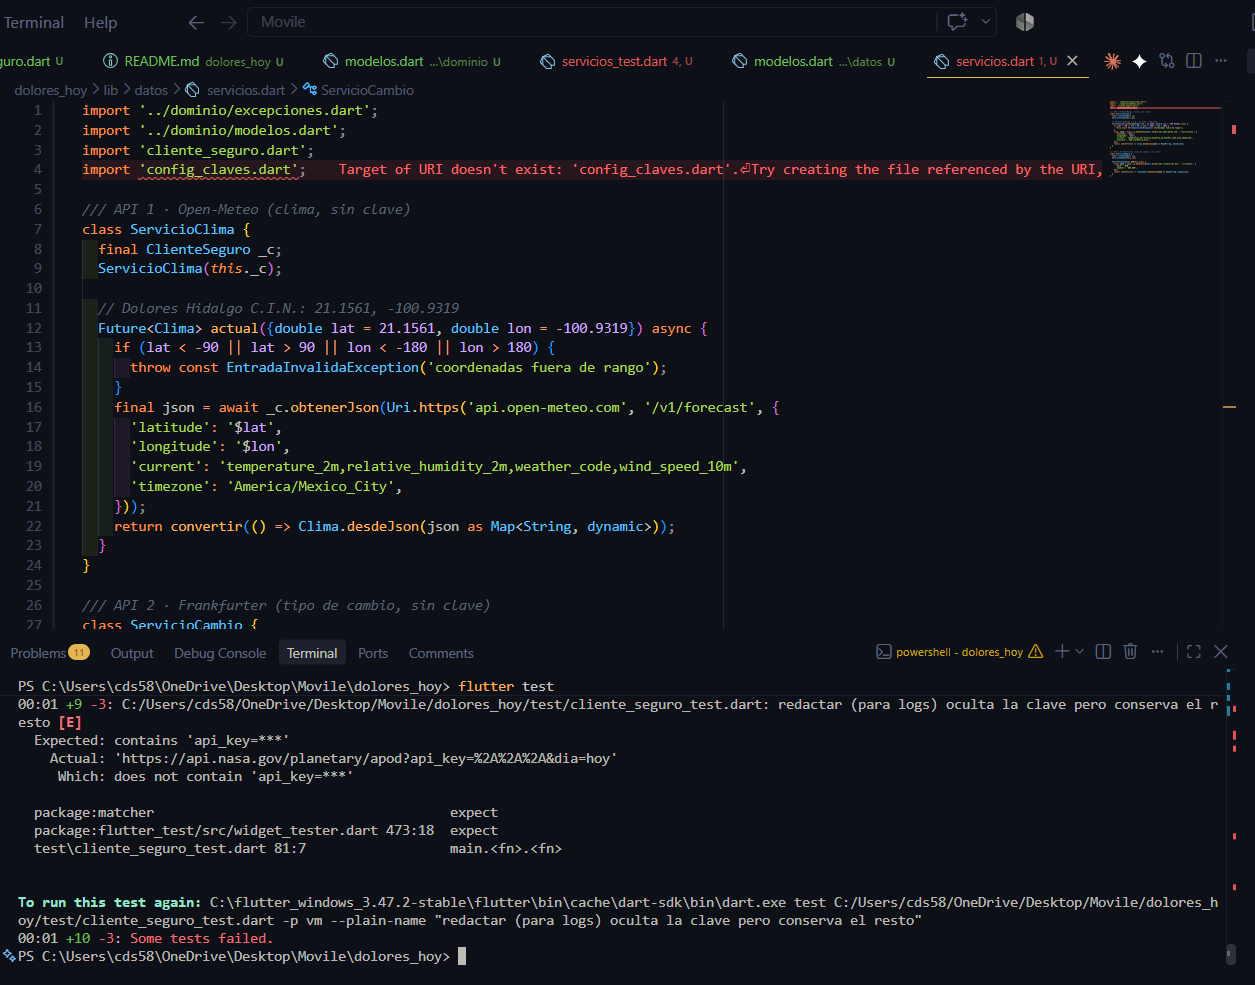 Terminal Help Movile
guro.dart U README.md dolores_hoy U modelos.dart ...\dominio U servicios_test.dart 4, U modelos.dart ...\datos U servicios.dart 1, U
dolores_hoy > lib > datos > servicios.dart > ServicioCambio
1 import '../dominio/excepciones.dart';
2 import '../dominio/modelos.dart';
3 import 'cliente_seguro.dart';
4 import 'config_claves.dart'; Target of URI doesn't exist: 'config_claves.dart'.⏎Try creating the file referenced by the URI,
5
6 /// API 1 · Open-Meteo (clima, sin clave)
7 class ServicioClima {
8 final ClienteSeguro _c;
9 ServicioClima(this._c);
10
11 // Dolores Hidalgo C.I.N.: 21.1561, -100.9319
12 Future<Clima> actual({double lat = 21.1561, double lon = -100.9319}) async {
13 if (lat < -90 || lat > 90 || lon < -180 || lon > 180) {
14 throw const EntradaInvalidaException('coordenadas fuera de rango');
15 }
16 final json = await _c.obtenerJson(Uri.https('api.open-meteo.com', '/v1/forecast', {
17 'latitude': '$lat',
18 'longitude': '$lon',
19 'current': 'temperature_2m,relative_humidity_2m,weather_code,wind_speed_10m',
20 'timezone': 'America/Mexico_City',
21 }));
22 return convertir(() => Clima.desdeJson(json as Map<String, dynamic>));
23 }
24 }
25
26 /// API 2 · Frankfurter (tipo de cambio, sin clave)
27 class ServicioCambio {
Problems 11 Output Debug Console Terminal Ports Comments powershell - dolores_hoy
PS C:\Users\cds58\OneDrive\Desktop\Movile\dolores_hoy> flutter test
00:01 +9 -3: C:/Users/cds58/OneDrive/Desktop/Movile/dolores_hoy/test/cliente_seguro_test.dart: redactar (para logs) oculta la clave pero conserva el r
esto [E]
Expected: contains 'api_key=***'
Actual: 'https://api.nasa.gov/planetary/apod?api_key=%2A%2A%2A&dia=hoy'
Which: does not contain 'api_key=***'
package:matcher expect
package:flutter_test/src/widget_tester.dart 473:18 expect
test\cliente_seguro_test.dart 81:7 main.<fn>.<fn>
To run this test again: C:\flutter_windows_3.47.2-stable\flutter\bin\cache\dart-sdk\bin\dart.exe test C:/Users/cds58/OneDrive/Desktop/Movile/dolores_h
oy/test/cliente_seguro_test.dart -p vm --plain-name "redactar (para logs) oculta la clave pero conserva el resto"
00:01 +10 -3: Some tests failed.
PS C:\Users\cds58\OneDrive\Desktop\Movile\dolores_hoy>